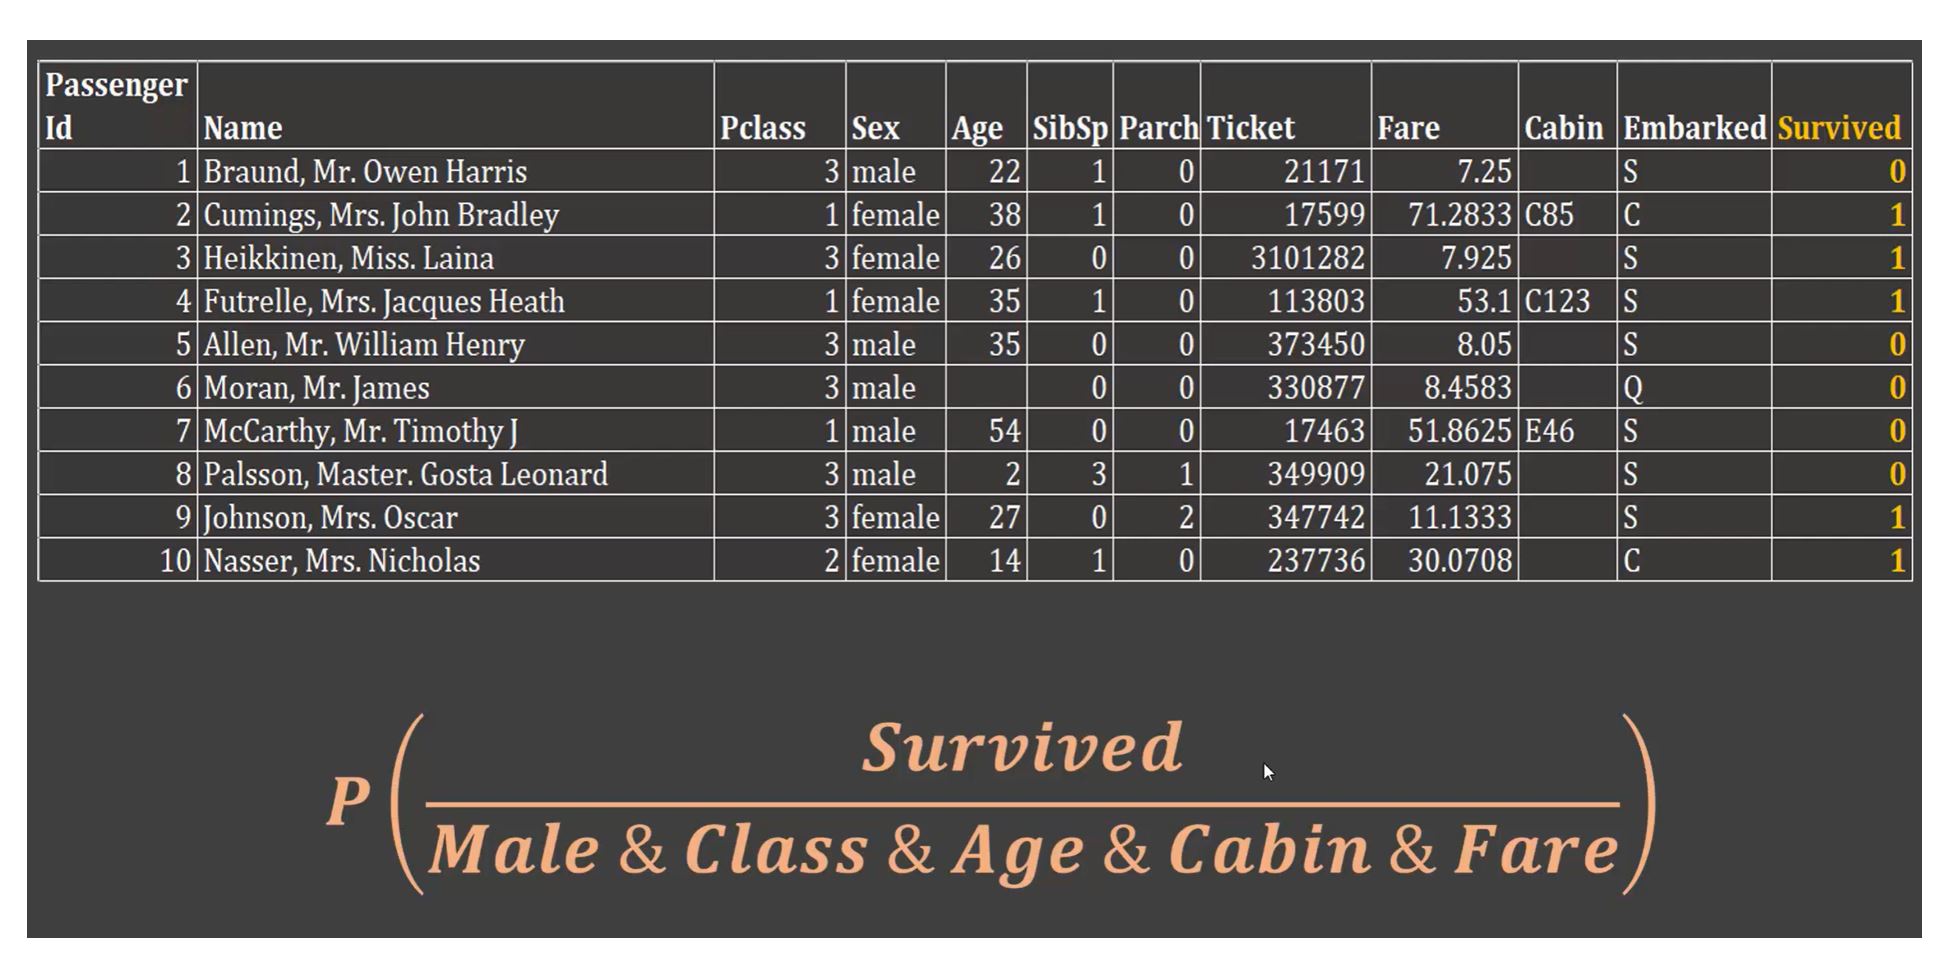 Passenger
Id Name Pclass Sex Age SibSp Parch Ticket Fare Cabin Embarked Survived
1 Braund, Mr. Owen Harris 3 male 22 1 0 21171 7.25 S 0
2 Cumings, Mrs. John Bradley 1 female 38 1 0 17599 71.2833 C85 C 1
3 Heikkinen, Miss. Laina 3 female 26 0 0 3101282 7.925 S 1
4 Futrelle, Mrs. Jacques Heath 1 female 35 1 0 113803 53.1 C123 S 1
5 Allen, Mr. William Henry 3 male 35 0 0 373450 8.05 S 0
6 Moran, Mr. James 3 male 0 0 330877 8.4583 Q 0
7 McCarthy, Mr. Timothy J 1 male 54 0 0 17463 51.8625 E46 S 0
8 Palsson, Master. Gosta Leonard 3 male 2 3 1 349909 21.075 S 0
9 Johnson, Mrs. Oscar 3 female 27 0 2 347742 11.1333 S 1
10 Nasser, Mrs. Nicholas 2 female 14 1 0 237736 30.0708 C 1
Survived
P ( )
Male & Class & Age & Cabin & Fare